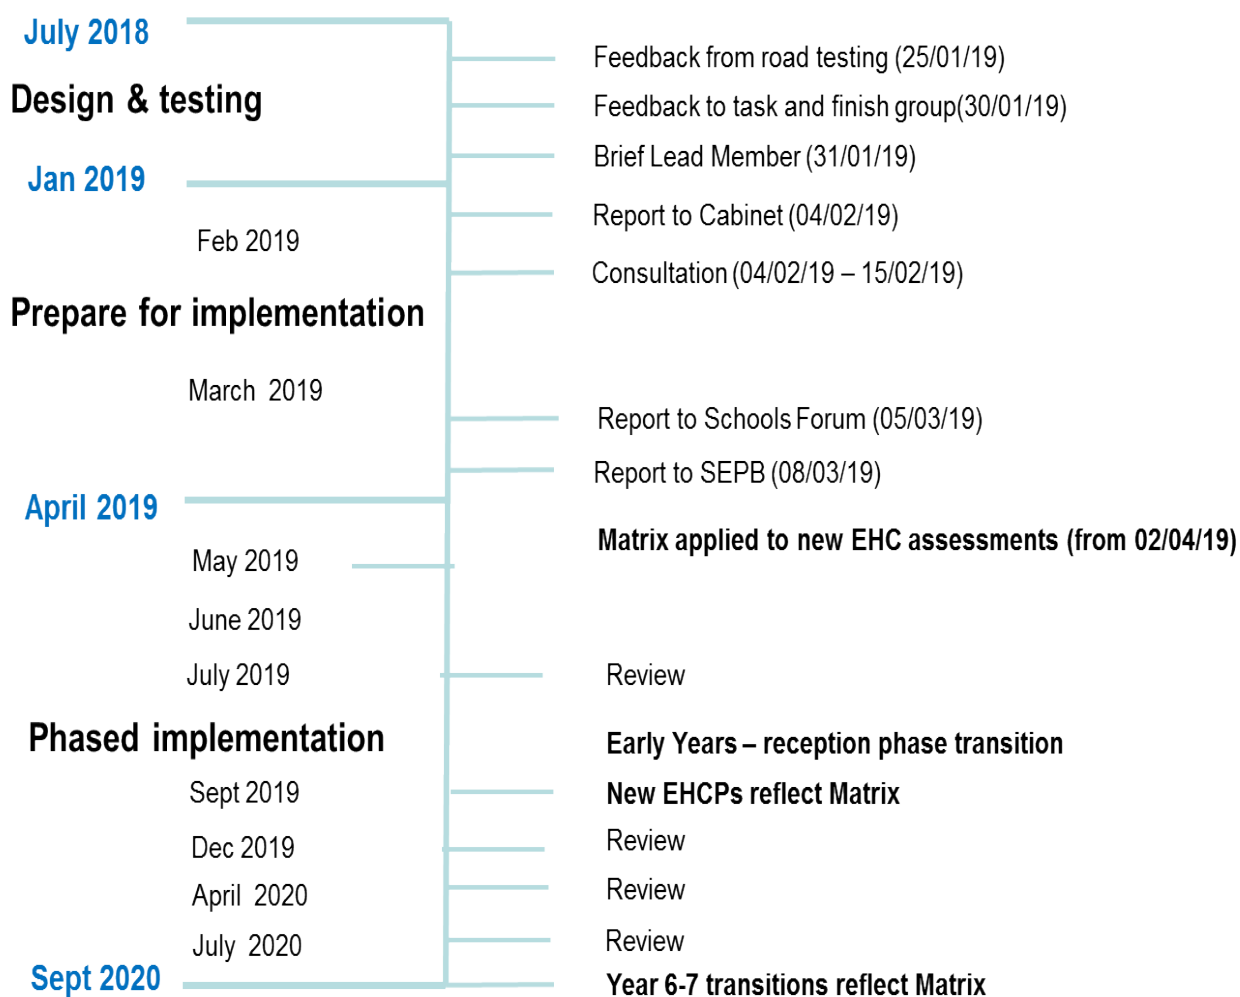 July 2018
Feedback from road testing (25/01/19)
Design & testing
Feedback to task and finish group(30/01/19)
Brief Lead Member (31/01/19)
Jan 2019
Report to Cabinet (04/02/19)
Feb 2019
Consultation (04/02/19 – 15/02/19)
Prepare for implementation
March 2019
Report to Schools Forum (05/03/19)
Report to SEPB (08/03/19)
April 2019
Matrix applied to new EHC assessments (from 02/04/19)
May 2019
June 2019
July 2019
Review
Phased implementation
Early Years – reception phase transition
Sept 2019
New EHCPs reflect Matrix
Dec 2019
Review
April 2020
Review
July 2020
Review
Sept 2020
Year 6-7 transitions reflect Matrix